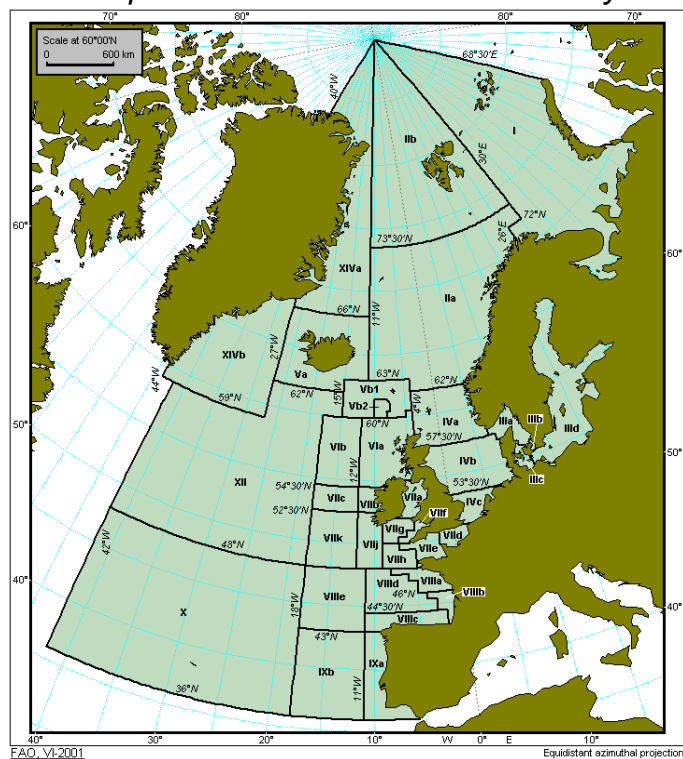 70°
80°
80°
70°
Scale at 60°00'N
0 600 km
68°30'E
40°W
I
IIb
30°E
72°N
26°E
60°
73°30'N
60°
XIVa
IIa
66°N
11°W
XIVb
27°W
Va
63°N
Vb1
62°N
62°N
15°W
4°W
44°W
59°N
Vb2
60°N
IVa
IIIa
IIIb
IIId
50°
57°30'N
50°
VIb
VIa
IVb
IIIc
XII
12°W
54°30'N
53°30'N
VIIc
VIIb
VIIa
IVc
52°30'N
VIIf
VIIg
VIIk
VIIj
VIIe
VIId
42°W
48°N
VIIh
40°
VIIIe
VIIId
VIIIa
46°N
VIIIb
18°W
44°30'N
40°
X
VIIIc
43°N
IXb
IXa
11°W
36°N
40°
30°
20°
10°
W 0° E
10°
FAO, VI-2001
Equidistant azimuthal projection